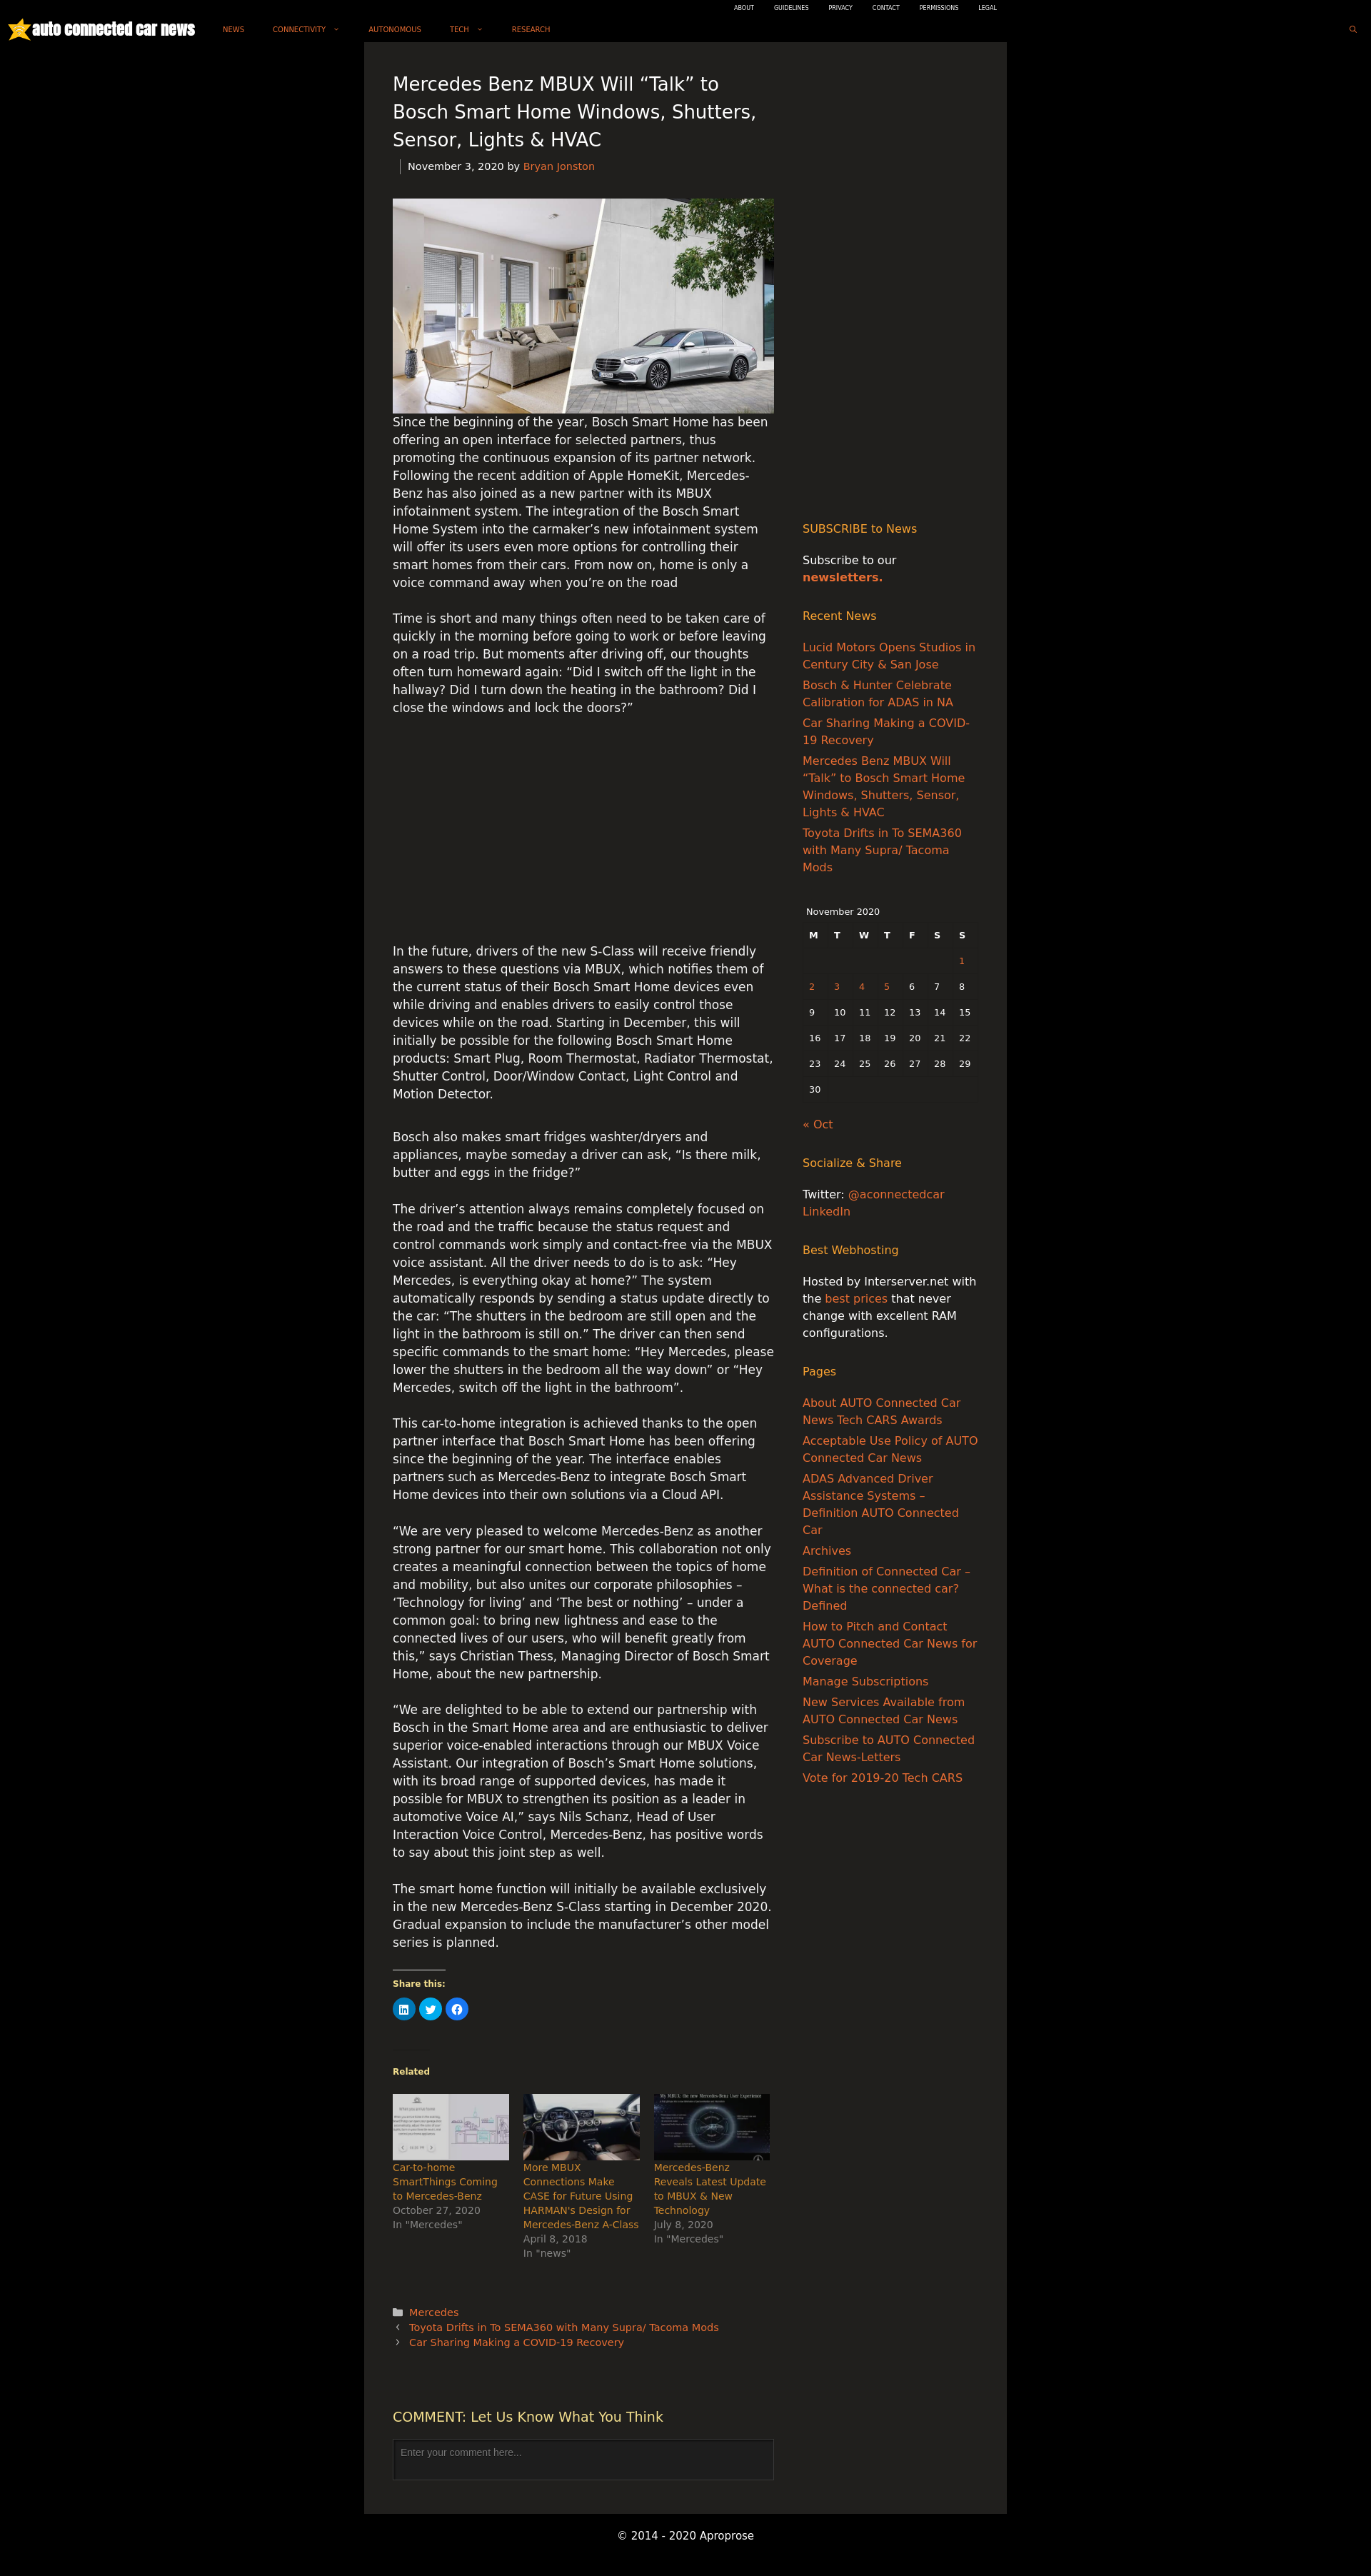 ABOUT GUIDELINES PRIVACY CONTACT PERMISSIONS LEGAL
auto connected car news NEWS CONNECTIVITY AUTONOMOUS TECH RESEARCH
Mercedes Benz MBUX Will “Talk” to
Bosch Smart Home Windows, Shutters,
Sensor, Lights & HVAC
November 3, 2020 by Bryan Jonston
Since the beginning of the year, Bosch Smart Home has been
offering an open interface for selected partners, thus
promoting the continuous expansion of its partner network.
Following the recent addition of Apple HomeKit, Mercedes-
Benz has also joined as a new partner with its MBUX
infotainment system. The integration of the Bosch Smart
Home System into the carmaker’s new infotainment system
will offer its users even more options for controlling their
smart homes from their cars. From now on, home is only a
voice command away when you’re on the road
Time is short and many things often need to be taken care of
quickly in the morning before going to work or before leaving
on a road trip. But moments after driving off, our thoughts
often turn homeward again: “Did I switch off the light in the
hallway? Did I turn down the heating in the bathroom? Did I
close the windows and lock the doors?”
In the future, drivers of the new S-Class will receive friendly
answers to these questions via MBUX, which notifies them of
the current status of their Bosch Smart Home devices even
while driving and enables drivers to easily control those
devices while on the road. Starting in December, this will
initially be possible for the following Bosch Smart Home
products: Smart Plug, Room Thermostat, Radiator Thermostat,
Shutter Control, Door/Window Contact, Light Control and
Motion Detector.
Bosch also makes smart fridges washter/dryers and
appliances, maybe someday a driver can ask, “Is there milk,
butter and eggs in the fridge?”
The driver’s attention always remains completely focused on
the road and the traffic because the status request and
control commands work simply and contact-free via the MBUX
voice assistant. All the driver needs to do is to ask: “Hey
Mercedes, is everything okay at home?” The system
automatically responds by sending a status update directly to
the car: “The shutters in the bedroom are still open and the
light in the bathroom is still on.” The driver can then send
specific commands to the smart home: “Hey Mercedes, please
lower the shutters in the bedroom all the way down” or “Hey
Mercedes, switch off the light in the bathroom”.
This car-to-home integration is achieved thanks to the open
partner interface that Bosch Smart Home has been offering
since the beginning of the year. The interface enables
partners such as Mercedes-Benz to integrate Bosch Smart
Home devices into their own solutions via a Cloud API.
“We are very pleased to welcome Mercedes-Benz as another
strong partner for our smart home. This collaboration not only
creates a meaningful connection between the topics of home
and mobility, but also unites our corporate philosophies –
‘Technology for living’ and ‘The best or nothing’ – under a
common goal: to bring new lightness and ease to the
connected lives of our users, who will benefit greatly from
this,” says Christian Thess, Managing Director of Bosch Smart
Home, about the new partnership.
“We are delighted to be able to extend our partnership with
Bosch in the Smart Home area and are enthusiastic to deliver
superior voice-enabled interactions through our MBUX Voice
Assistant. Our integration of Bosch’s Smart Home solutions,
with its broad range of supported devices, has made it
possible for MBUX to strengthen its position as a leader in
automotive Voice AI,” says Nils Schanz, Head of User
Interaction Voice Control, Mercedes-Benz, has positive words
to say about this joint step as well.
The smart home function will initially be available exclusively
in the new Mercedes-Benz S-Class starting in December 2020.
Gradual expansion to include the manufacturer’s other model
series is planned.
Share this:
Related
Car-to-home
SmartThings Coming
to Mercedes-Benz
October 27, 2020
In "Mercedes"
More MBUX
Connections Make
CASE for Future Using
HARMAN's Design for
Mercedes-Benz A-Class
April 8, 2018
In "news"
Mercedes-Benz
Reveals Latest Update
to MBUX & New
Technology
July 8, 2020
In "Mercedes"
Mercedes
Toyota Drifts in To SEMA360 with Many Supra/ Tacoma Mods
Car Sharing Making a COVID-19 Recovery
COMMENT: Let Us Know What You Think
Enter your comment here...
SUBSCRIBE to News
Subscribe to our
newsletters.
Recent News
Lucid Motors Opens Studios in
Century City & San Jose
Bosch & Hunter Celebrate
Calibration for ADAS in NA
Car Sharing Making a COVID-
19 Recovery
Mercedes Benz MBUX Will
“Talk” to Bosch Smart Home
Windows, Shutters, Sensor,
Lights & HVAC
Toyota Drifts in To SEMA360
with Many Supra/ Tacoma
Mods
November 2020
M T W T F S S
1
2 3 4 5 6 7 8
9 10 11 12 13 14 15
16 17 18 19 20 21 22
23 24 25 26 27 28 29
30
« Oct
Socialize & Share
Twitter: @aconnectedcar
LinkedIn
Best Webhosting
Hosted by Interserver.net with
the best prices that never
change with excellent RAM
configurations.
Pages
About AUTO Connected Car
News Tech CARS Awards
Acceptable Use Policy of AUTO
Connected Car News
ADAS Advanced Driver
Assistance Systems –
Definition AUTO Connected
Car
Archives
Definition of Connected Car –
What is the connected car?
Defined
How to Pitch and Contact
AUTO Connected Car News for
Coverage
Manage Subscriptions
New Services Available from
AUTO Connected Car News
Subscribe to AUTO Connected
Car News-Letters
Vote for 2019-20 Tech CARS
© 2014 - 2020 Aproprose